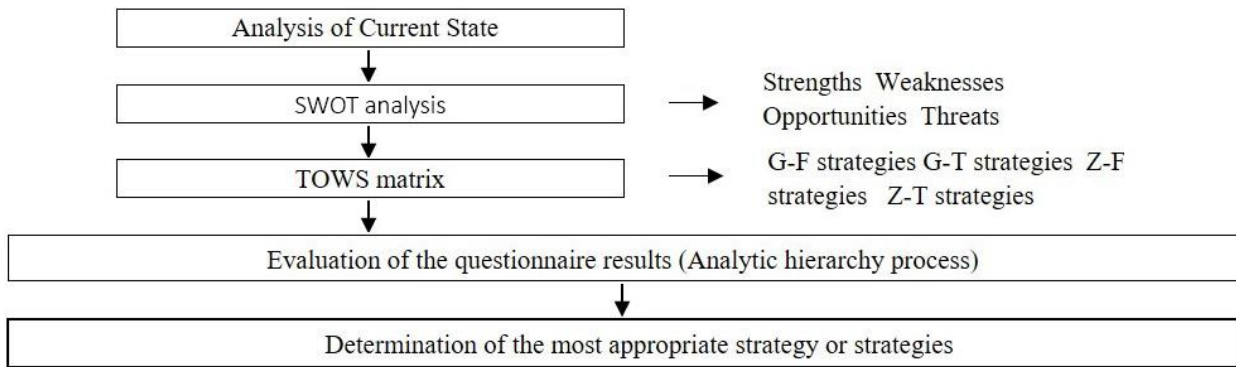 Analysis of Current State
SWOT analysis
Strengths Weaknesses
Opportunities Threats
TOWS matrix
G-F strategies G-T strategies Z-F
strategies Z-T strategies
Evaluation of the questionnaire results (Analytic hierarchy process)
Determination of the most appropriate strategy or strategies